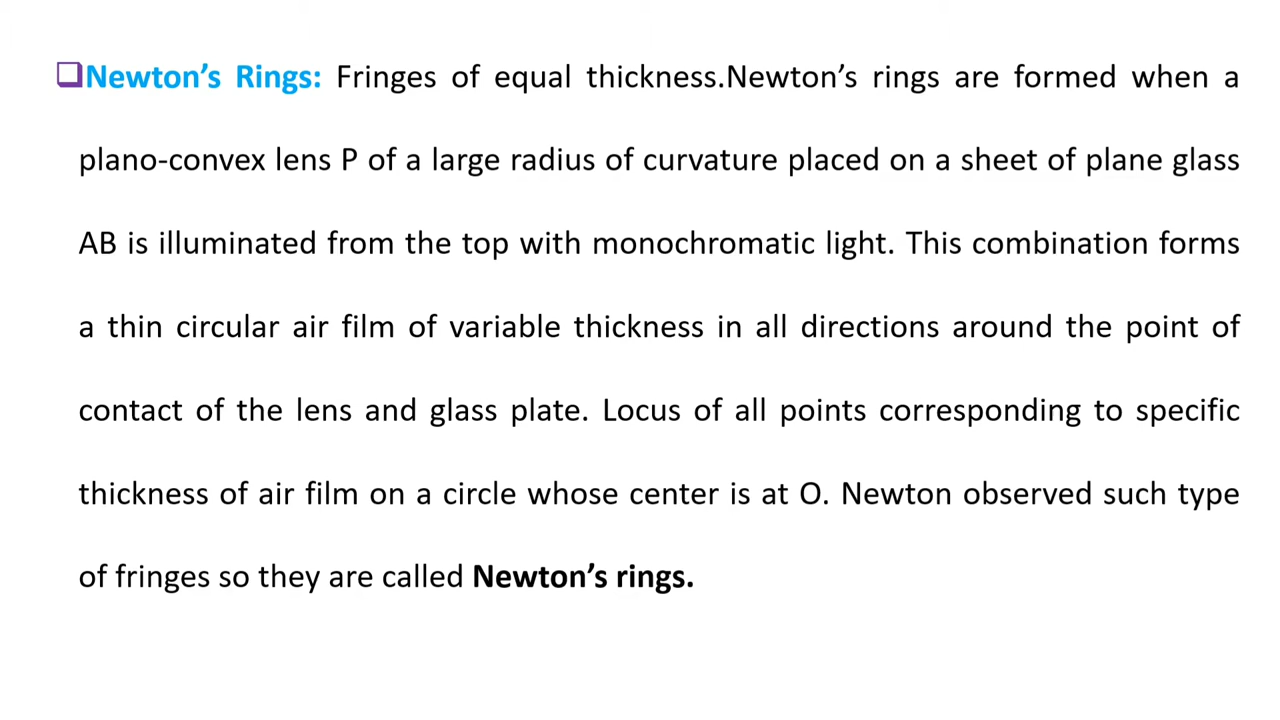 ❑Newton’s Rings: Fringes of equal thickness.Newton’s rings are formed when a
plano-convex lens P of a large radius of curvature placed on a sheet of plane glass
AB is illuminated from the top with monochromatic light. This combination forms
a thin circular air film of variable thickness in all directions around the point of
contact of the lens and glass plate. Locus of all points corresponding to specific
thickness of air film on a circle whose center is at O. Newton observed such type
of fringes so they are called Newton’s rings.